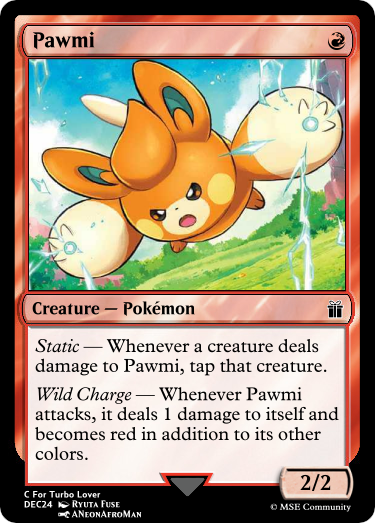 Pawmi
Creature — Pokémon
Static — Whenever a creature deals
damage to Pawmi, tap that creature.
Wild Charge — Whenever Pawmi
attacks, it deals 1 damage to itself and
becomes red in addition to its other
colors.
2/2
C For Turbo Lover
DEC24 Ryuta Fuse
ANeonAfroMan
© MSE Community